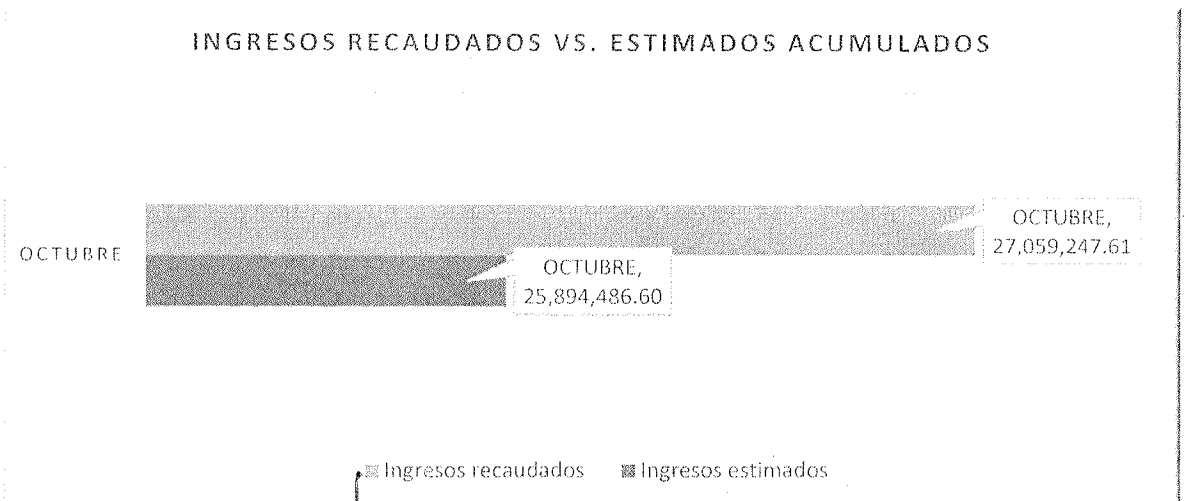 INGRESOS RECAUDADOS VS. ESTIMADOS ACUMULADOS
OCTUBRE
OCTUBRE,
27,059,247.61
OCTUBRE,
25,894,486.60
Ingresos recaudados
Ingresos estimados